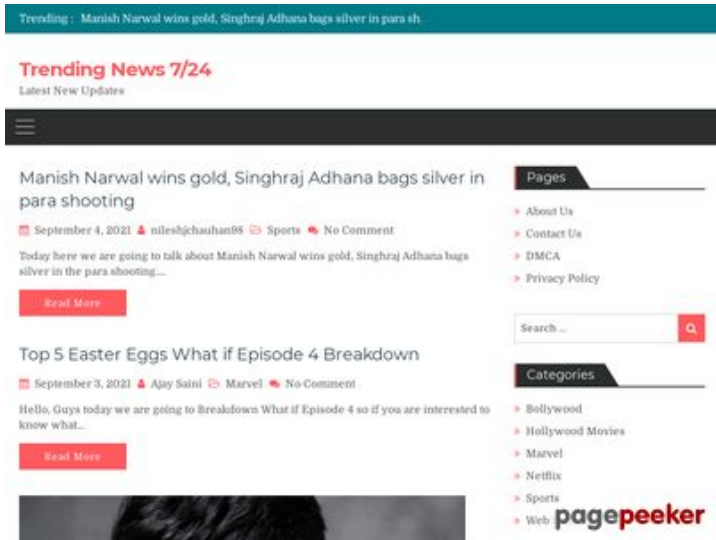 Trending : Manish Narwal wins gold, Singhraj Adhana bags silver in para sh
Trending News 7/24
Latest New Updates
Manish Narwal wins gold, Singhraj Adhana bags silver in
para shooting
September 4, 2021 nileshjchauhan98 Sports No Comment
Today here we are going to talk about Manish Narwal wins gold, Singhraj Adhana bags
silver in the para shooting....
Read More
Top 5 Easter Eggs What if Episode 4 Breakdown
September 3, 2021 Ajay Saini Marvel No Comment
Hello, Guys today we are going to Breakdown What if Episode 4 so if you are interested to
know what...
Read More
Pages
» About Us
» Contact Us
» DMCA
» Privacy Policy
Search ...
Categories
» Bollywood
» Hollywood Movies
» Marvel
» Netflix
» Sports
» Web
pagepeeker